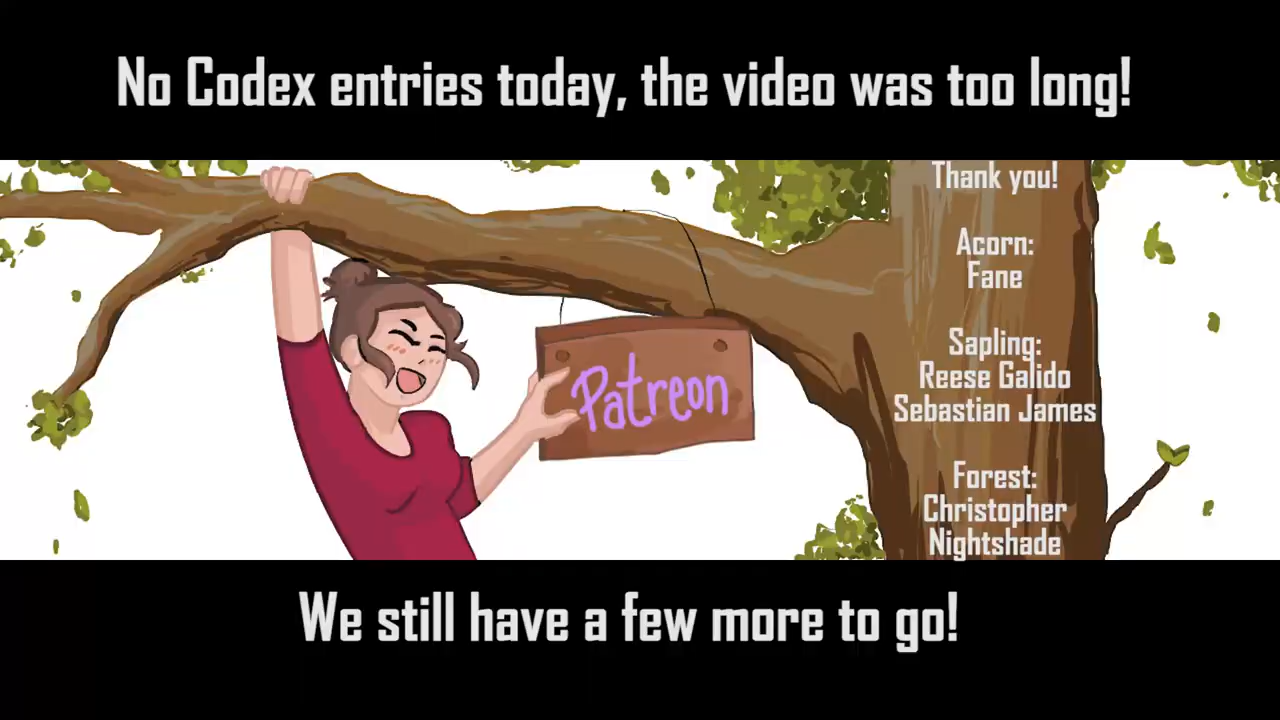 No Codex entries today, the video was too long!
Patreon
Thank you!
Acorn:
Fane
Sapling:
Reese Galido
Sebastian James
Forest:
Christopher
Nightshade
We still have a few more to go!